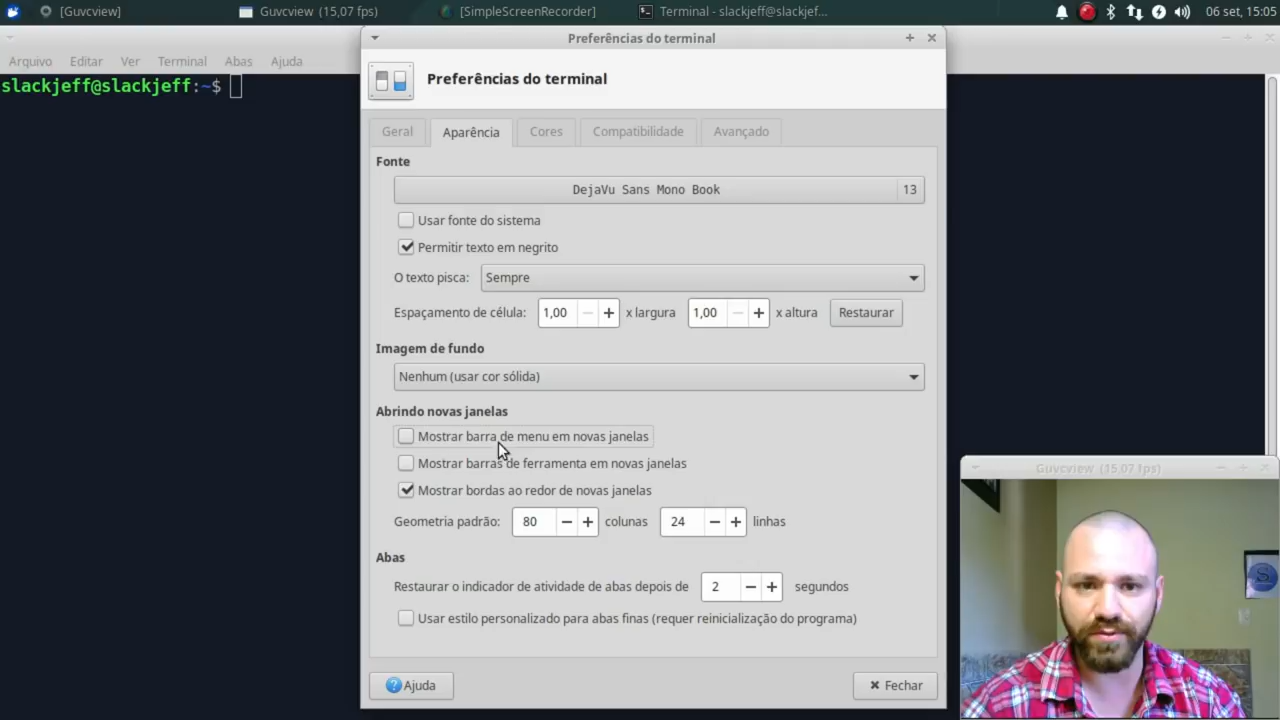 [Guvcview]
Guvcview (15,07 fps)
[SimpleScreenRecorder]
Terminal - slackjeff@slackjef...
06 set, 15:05
Preferências do terminal
Arquivo Editar Ver Terminal Abas Ajuda
slackjeff@slackjeff:~$
Preferências do terminal
Geral Aparência Cores Compatibilidade Avançado
Fonte
DejaVu Sans Mono Book 13
Usar fonte do sistema
Permitir texto em negrito
O texto pisca: Sempre
Espaçamento de célula: 1,00 x largura 1,00 x altura Restaurar
Imagem de fundo
Nenhum (usar cor sólida)
Abrindo novas janelas
Mostrar barra de menu em novas janelas
Mostrar barras de ferramenta em novas janelas
Mostrar bordas ao redor de novas janelas
Geometria padrão: 80 colunas 24 linhas
Abas
Restaurar o indicador de atividade de abas depois de 2 segundos
Usar estilo personalizado para abas finas (requer reinicialização do programa)
Ajuda
Fechar
Guvcview (15,07 fps)